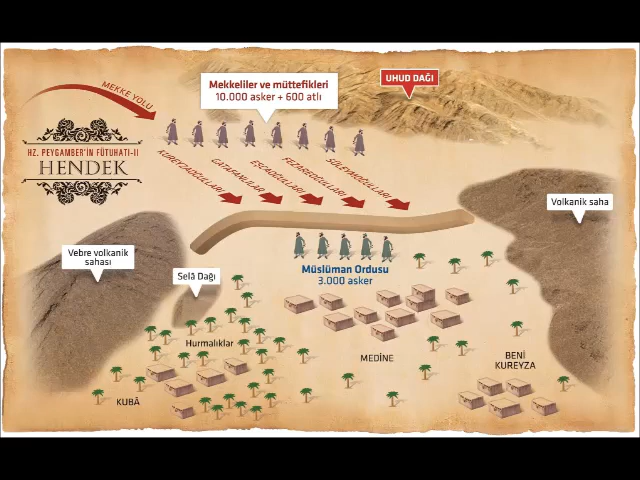 MEKKE YOLU
Mekkeliler ve müttefikleri
10.000 asker + 600 atlı
UHUD DAĞI
HZ. PEYGAMBER'İN FÜTUHATI-II
HENDEK
KUREYZAOĞULLARI
GATAFANLILAR
EŞCAOĞULLARI
FEZAREOĞULLARI
SÜLEYMOĞULLARI
Volkanik saha
Vebre volkanik
sahası
Selâ Dağı
Müslüman Ordusu
3.000 asker
Hurmalıklar
MEDİNE
BENİ
KUREYZA
KUBÂ